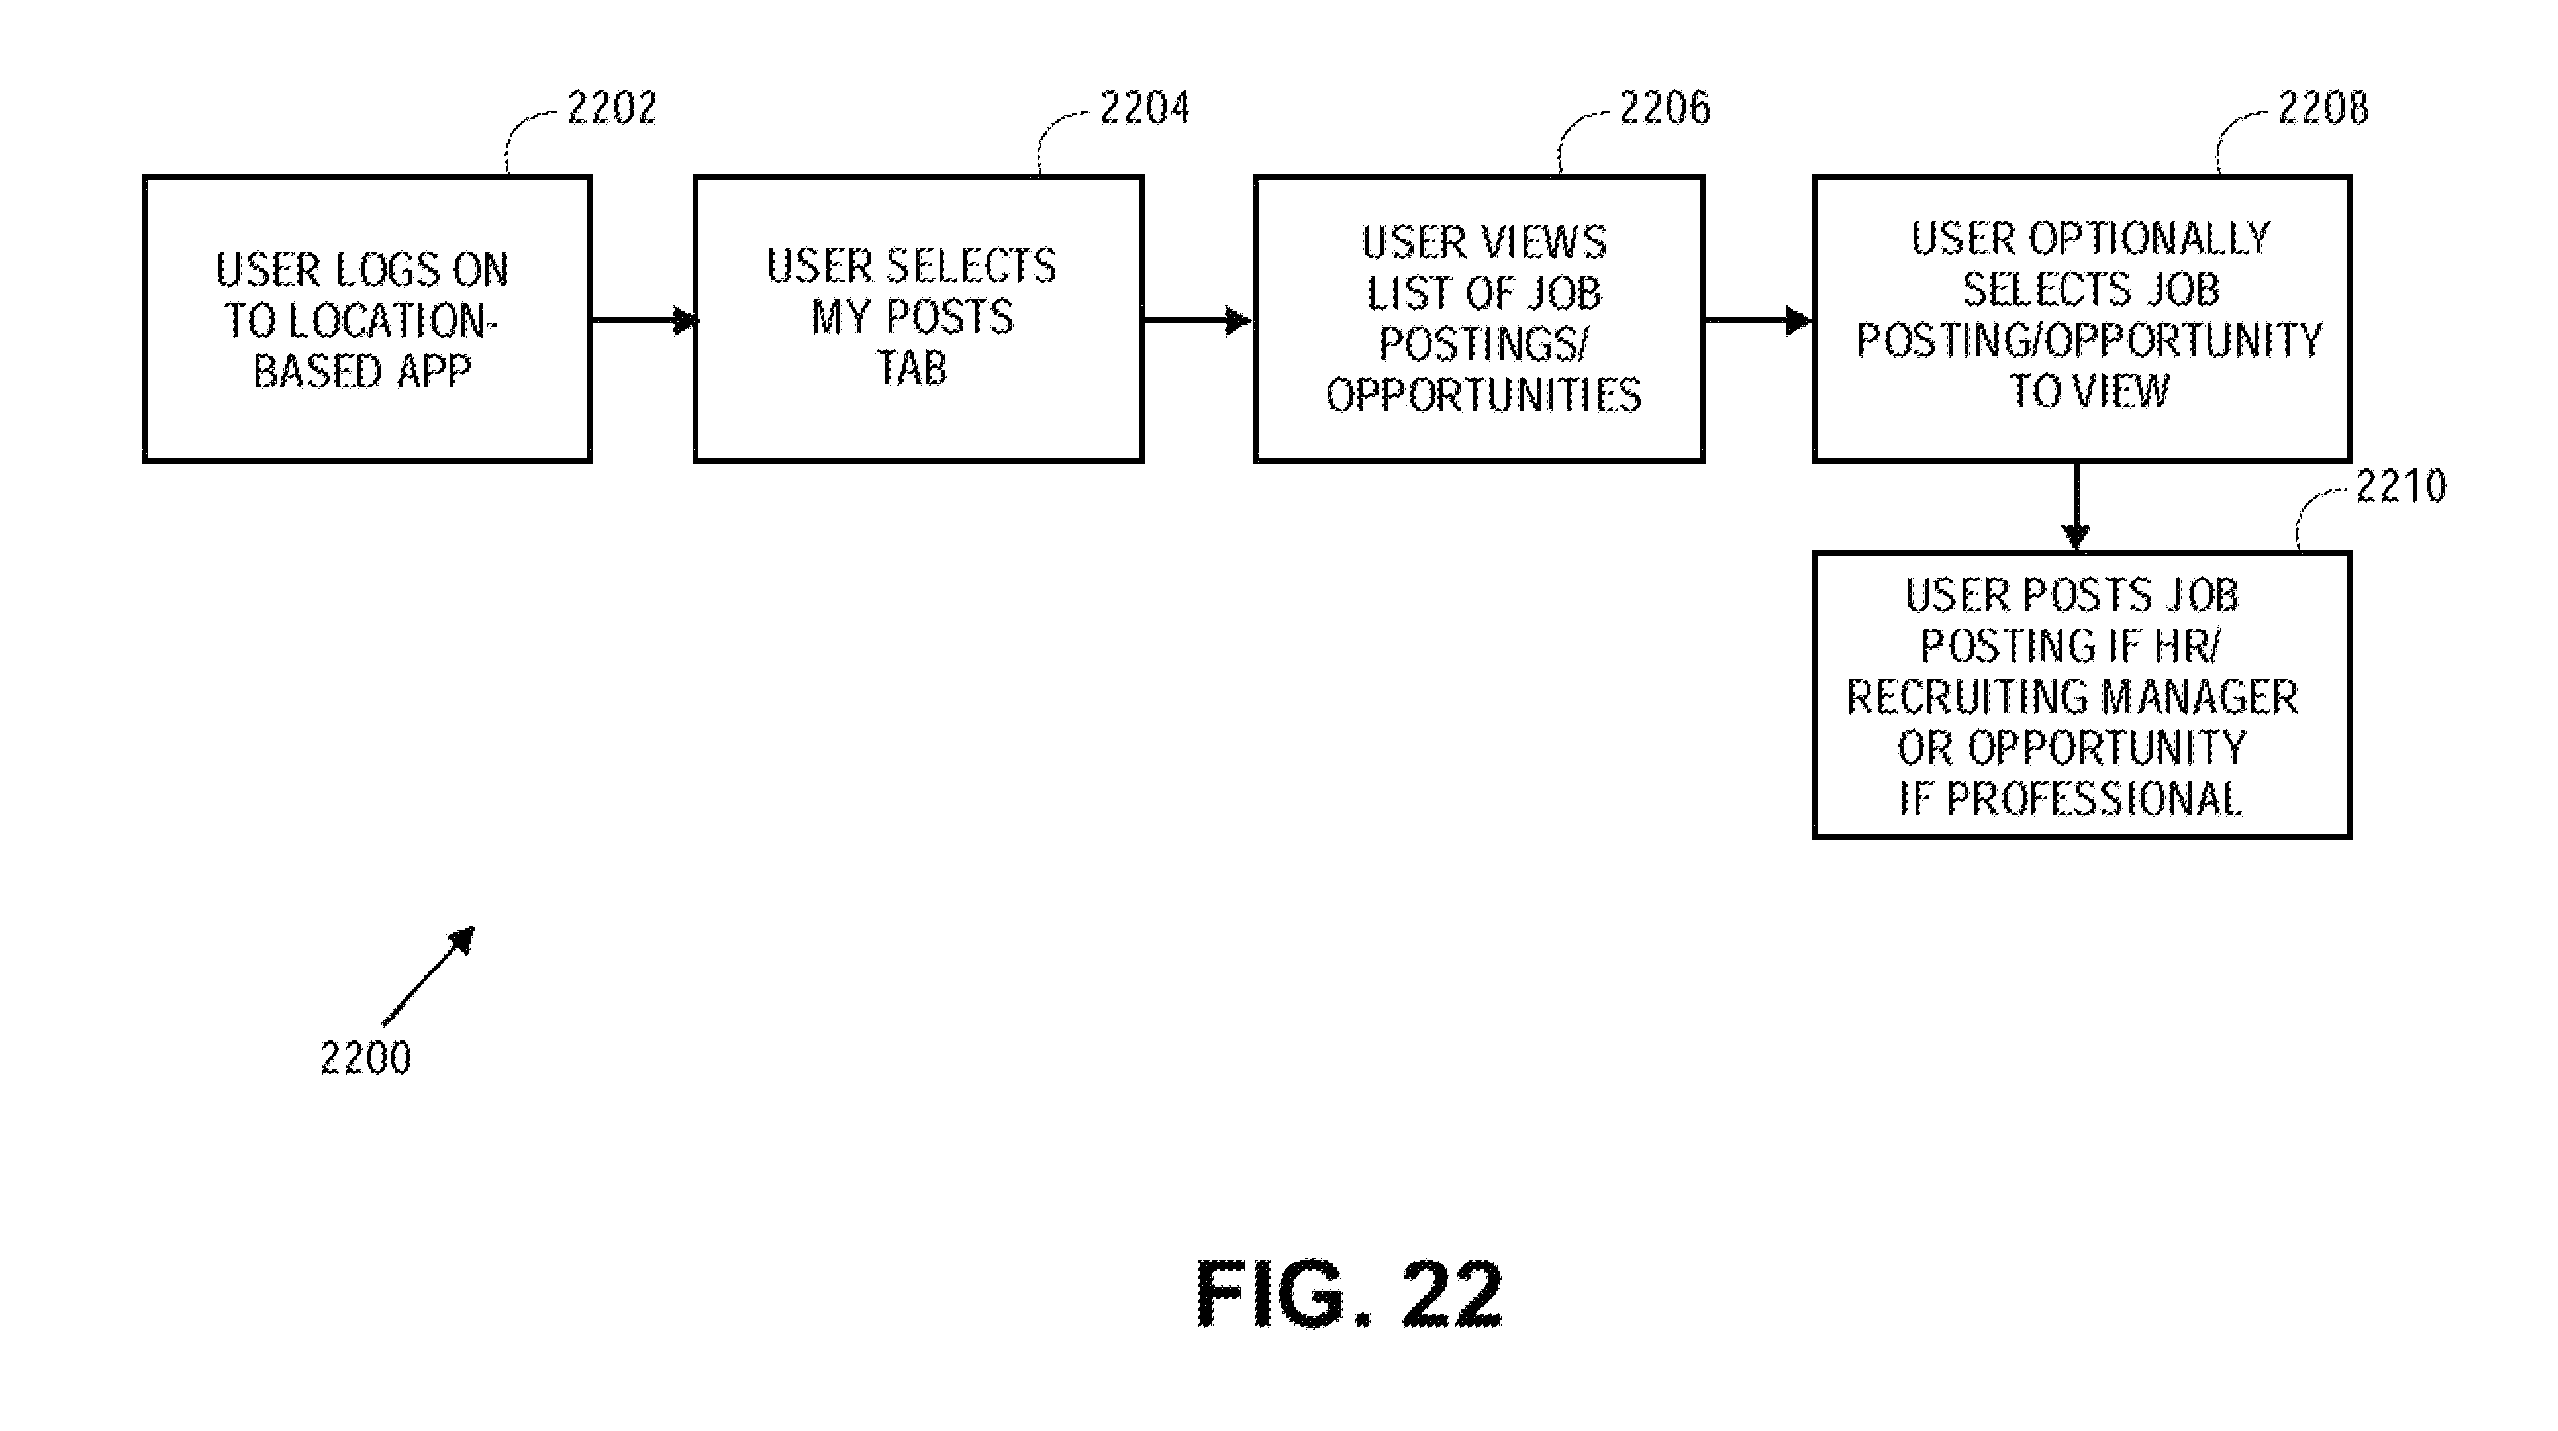 2202
2204
2206
2208
USER LOGS ON
TO LOCATION-
BASED APP
USER SELECTS
MY POSTS
TAB
USER VIEWS
LIST OF JOB
POSTINGS/
OPPORTUNITIES
USER OPTIONALLY
SELECTS JOB
POSTING/OPPORTUNITY
TO VIEW
2210
USER POSTS JOB
POSTING IF HR/
RECRUITING MANAGER
OR OPPORTUNITY
IF PROFESSIONAL
2200
FIG. 22